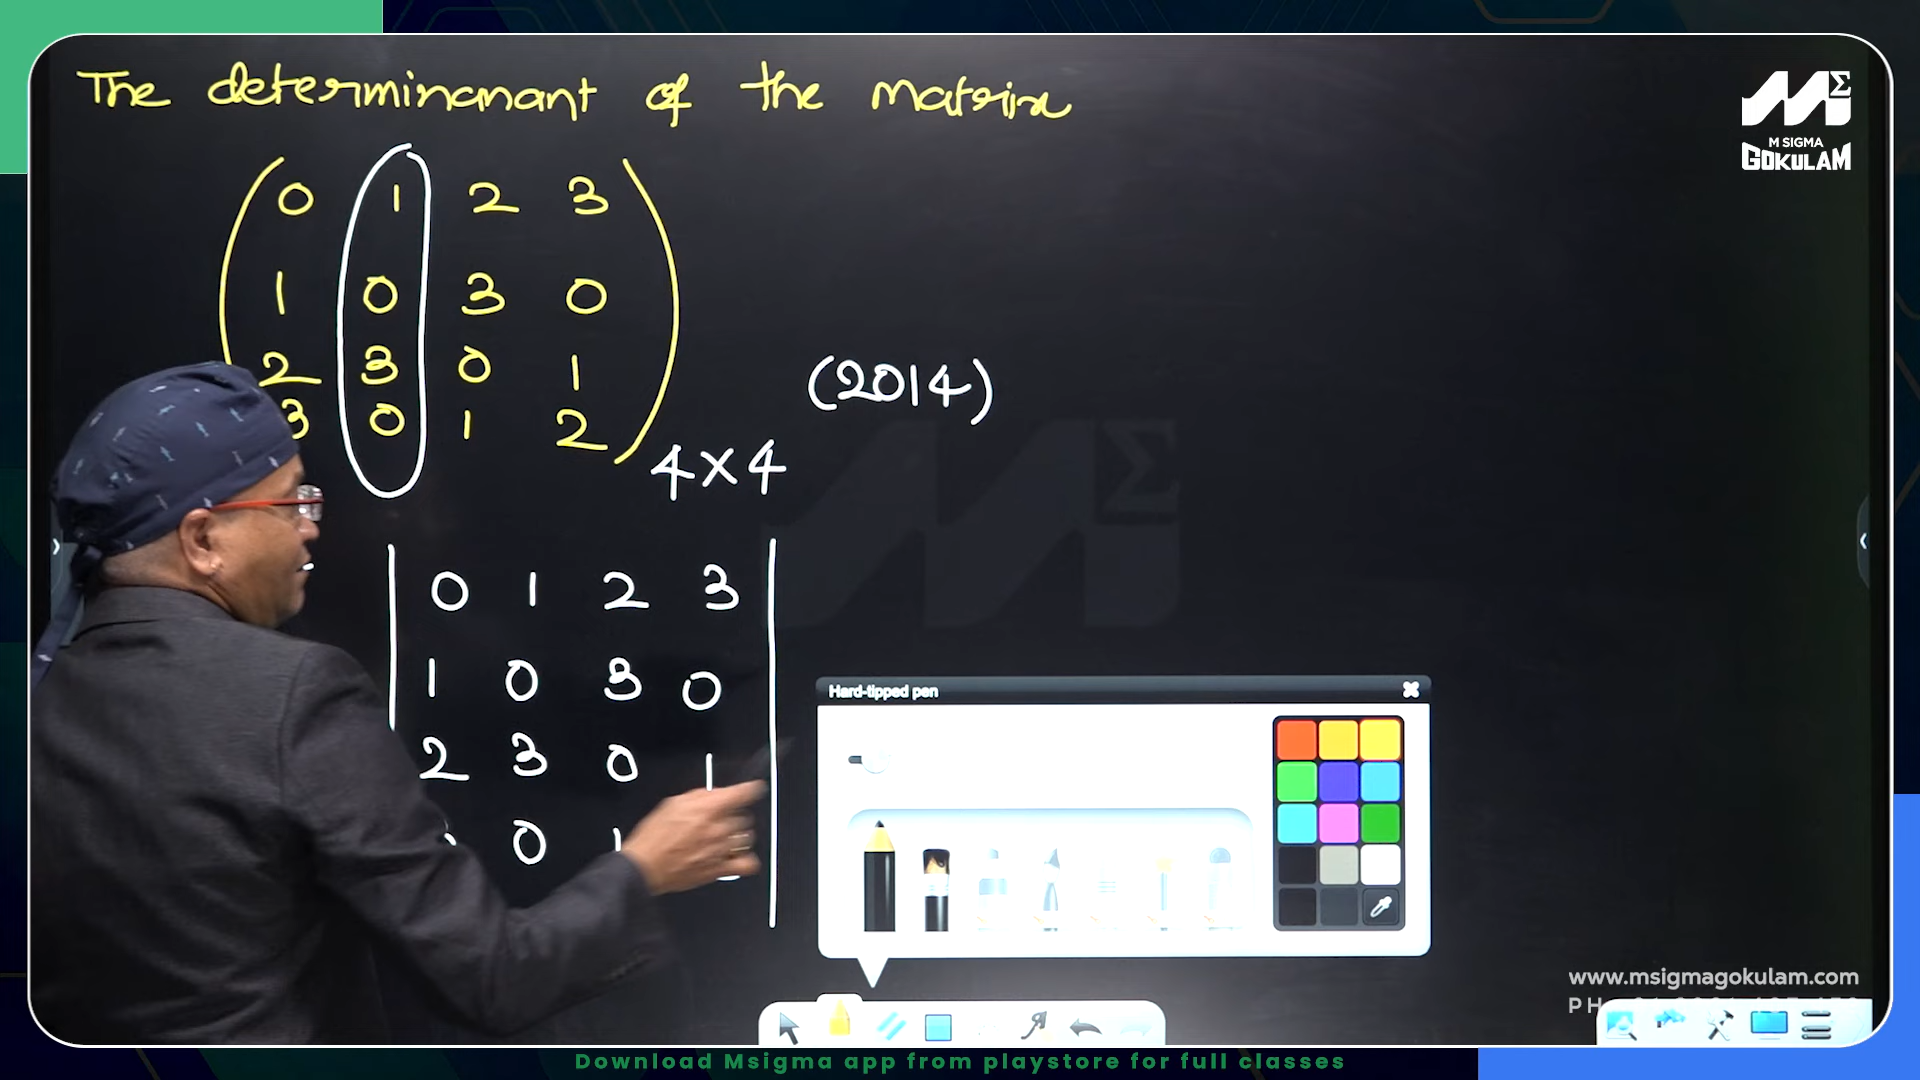 The determinanant of the matrix
0 1 2 3
1 0 3 0
2 3 0 1
3 0 1 2
4×4
(2014)
0 1 2 3
1 0 3 0
2 3 0 1
0 1
Hard-tipped pen
M Σ
M SIGMA
GOKULAM
www.msigmagokulam.com
Download Msigma app from playstore for full classes